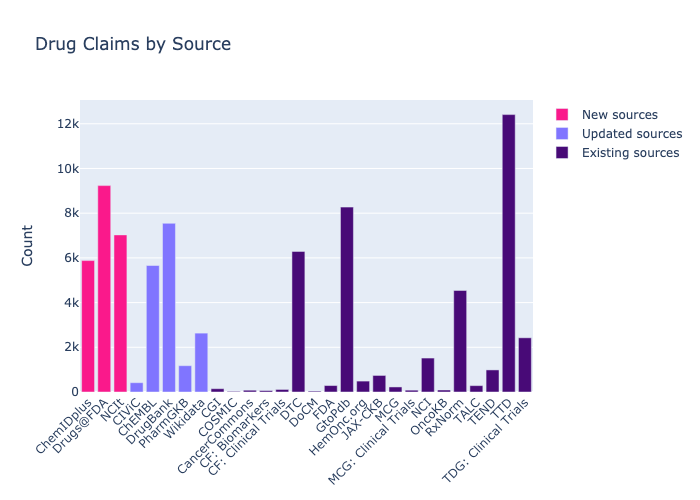 Drug Claims by Source
New sources
Updated sources
Existing sources
Count
12k
10k
8k
6k
4k
2k
0
ChemIDplus
Drugs@FDA
NCIt
CIViC
ChEMBL
DrugBank
PharmGKB
Wikidata
CGI
COSMIC
CancerCommons
CF: Biomarkers
CF: Clinical Trials
DTC
DoCM
FDA
GtoPdb
HemOnc.org
JAX-CKB
MCG
MCG: Clinical Trials
NCI
OncoKB
RxNorm
TALC
TEND
TTD
TDG: Clinical Trials